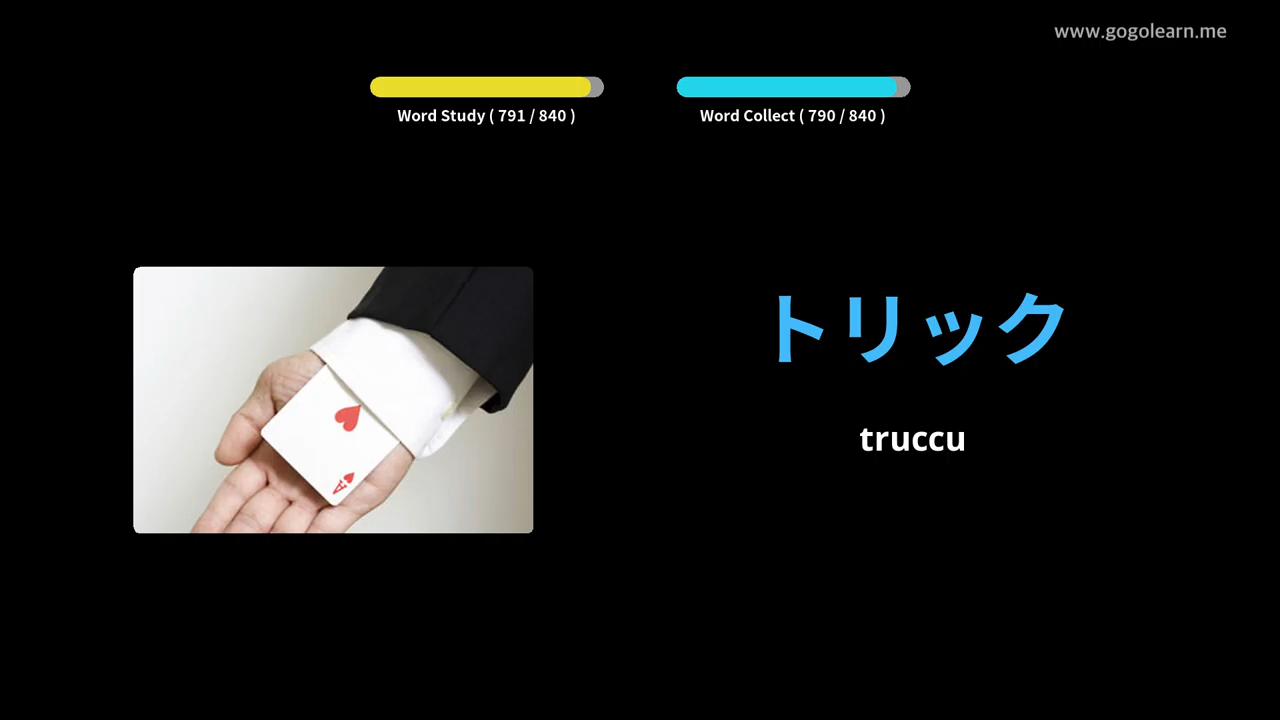 www.gogolearn.me
Word Study ( 791 / 840 )
Word Collect ( 790 / 840 )
トリック
truccu
A